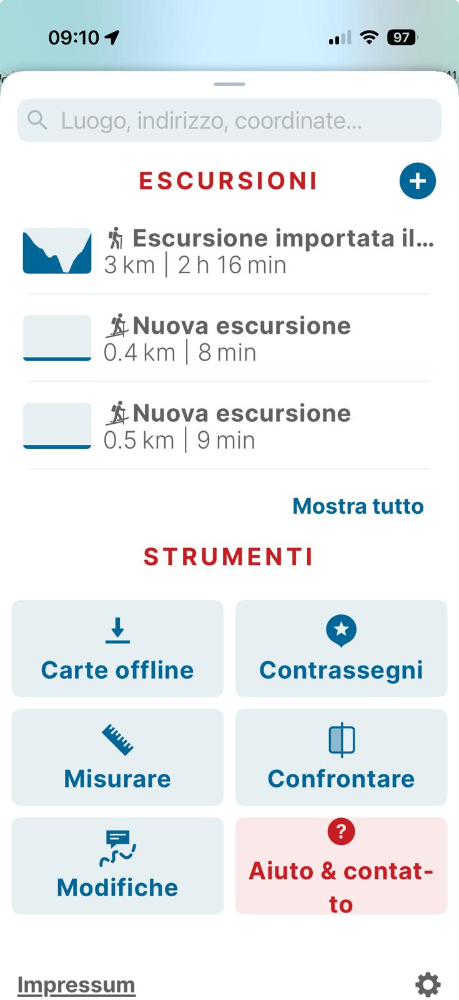 09:10
97
Luogo, indirizzo, coordinate...
ESCURSIONI
Escursione importata il...
3 km | 2 h 16 min
Nuova escursione
0.4 km | 8 min
Nuova escursione
0.5 km | 9 min
Mostra tutto
STRUMENTI
Carte offline
Contrassegni
Misurare
Confrontare
Modifiche
?
Aiuto & contat-
to
Impressum